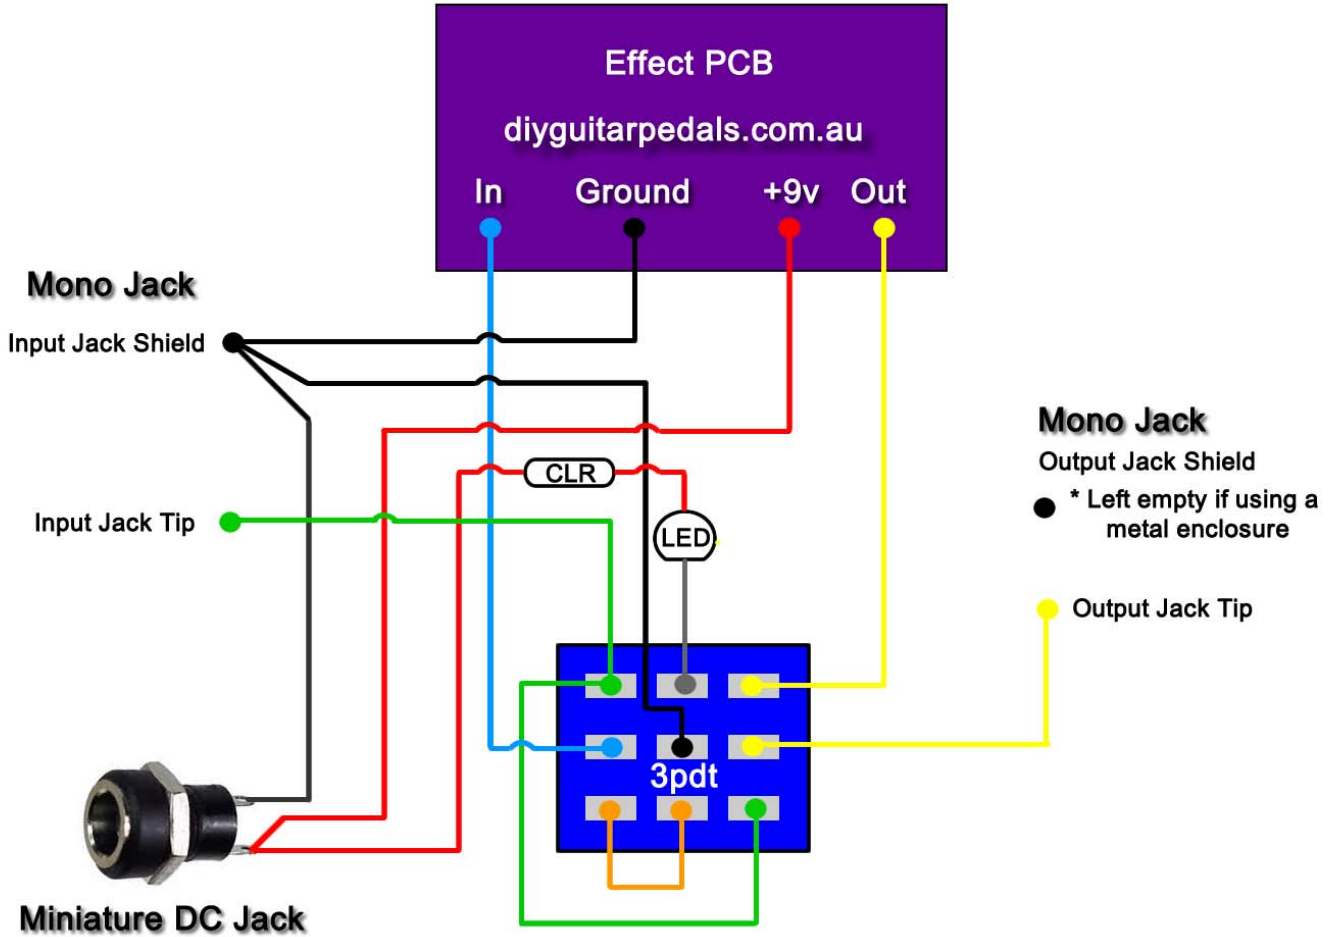 Effect PCB
diyguitarpedals.com.au
In Ground +9v Out
Mono Jack
Input Jack Shield
Mono Jack
Output Jack Shield
* Left empty if using a
metal enclosure
CLR
Input Jack Tip
LED
Output Jack Tip
3pdt
Miniature DC Jack